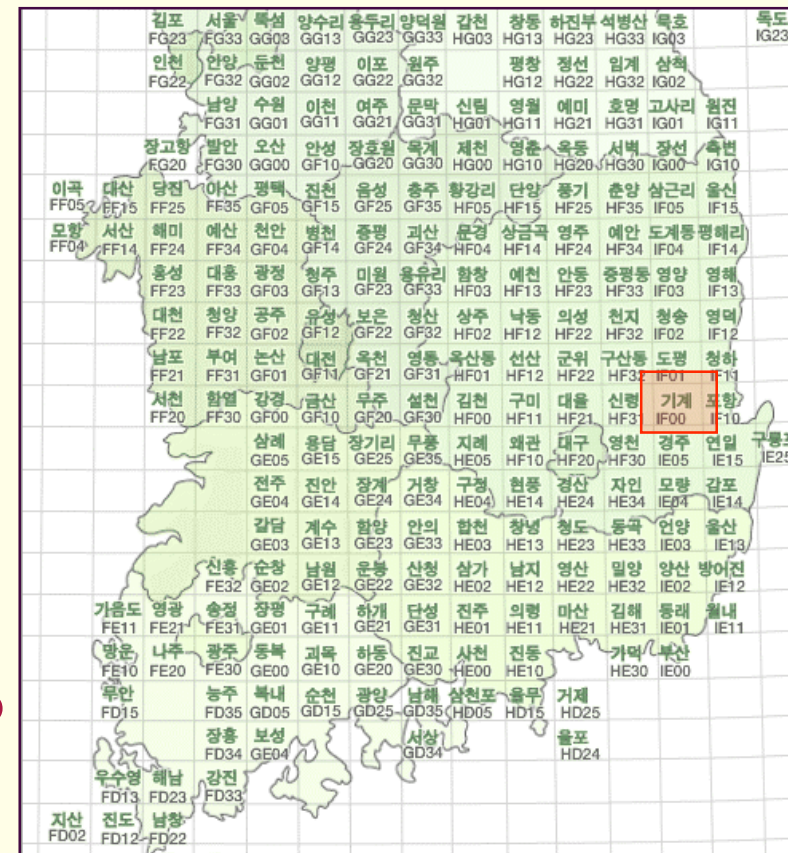 김포 서울 뚝섬 양수리 용두리 양덕원 갑천 창동 하진부 석병산 묵호 독도
FG23 FG33 GG03 GG13 GG23 GG33 HG03 HG13 HG23 HG33 IG03 IG23
인천 안양 둔천 양평 이포 원주 평창 정선 임계 삼척
FG22 FG32 GG02 GG12 GG22 GG32 HG12 HG22 HG32 IG02
남양 수원 이천 여주 문막 신림 영월 예미 호명 고사리 원진
FG31 GG01 GG11 GG21 GG31 HG01 HG11 HG21 HG31 IG01 IG11
장고항 발안 오산 안성 장호원 목계 제천 영춘 옥동 서벽 장선 측변
FG20 FG30 GG00 GF10 GG20 GG30 HG00 HG10 HG20 HG30 IG00 IG10
이곡 대산 당진 아산 평택 진천 음성 충주 황강리 단양 풍기 춘양 삼근리 울신
FF05 FF15 FF25 FF35 GF05 GF15 GF25 GF35 HF05 HF15 HF25 HF35 IF05 IF15
모항 서산 해미 예산 천안 병천 증평 괴산 문경 상금곡 영주 예안 도계동 평해리
FF04 FF14 FF24 FF34 GF04 GF14 GF24 GF34 HF04 HF14 HF24 HF34 IF04 IF14
홍성 대흥 광정 청주 미원 용유리 함창 예천 안동 중평동 영양 영해
FF23 FF33 GF03 GF13 GF23 GF33 HF03 HF13 HF23 HF33 IF03 IF13
대천 청양 공주 유성 보은 청산 상주 낙동 의성 천지 청송 영덕
FF22 FF32 GF02 GF12 GF22 GF32 HF02 HF12 HF22 HF32 IF02 IF12
남포 부여 논산 대전 옥천 영동 옥산동 선산 군위 구산동 도평 청하
FF21 FF31 GF01 GF11 GF21 GF31 HF01 HF12 HF22 HF32 IF01 IF11
서천 함열 강경 금산 무주 설천 김천 구미 대율 신령 기계 포항
FF20 FF30 GF00 GF10 GF20 GF30 HF00 HF11 HF21 HF31 IF00 IF10
삼례 용담 장기리 무풍 지례 왜관 대구 영천 경주 연일 구룡포
GE05 GE15 GE25 GE35 HE05 HF10 HF20 HF30 IE05 IE15 IE25
전주 진안 장계 거창 구정 현풍 경산 자인 모량 감포
GE04 GE14 GE24 GE34 HE04 HE14 HE24 HE34 IE04 IE14
갈담 계수 함양 안의 합천 창녕 청도 동곡 언양 울산
GE03 GE13 GE23 GE33 HE03 HE13 HE23 HE33 IE03 IE13
신흥 순창 남원 운봉 산청 삼가 남지 영산 밀양 양산 방어진
FE32 GE02 GE12 GE22 GE32 HE02 HE12 HE22 HE32 IE02 IE12
가음도 영광 송정 장평 구례 하개 단성 진주 의령 마산 김해 동래 월내
FE11 FE21 FE31 GE01 GE11 GE21 GE31 HE01 HE11 HE21 HE31 IE01 IE11
망운 나주 광주 동복 괴목 하동 진교 사천 진동 가덕 부산
FE10 FE20 FE30 GE00 GE10 GE20 GE30 HE00 HE10 HE30 IE00
무안 능주 복내 순천 광양 남해 삼천포 율무 거제
FD15 FD35 GD05 GD15 GD25 GD35 HD05 HD15 HD25
장흥 보성 서상 율포
FD34 GE04 GD34 HD24
우수영 해남 강진
FD13 FD23 FD33
지산 진도 남창
FD02 FD12 FD22